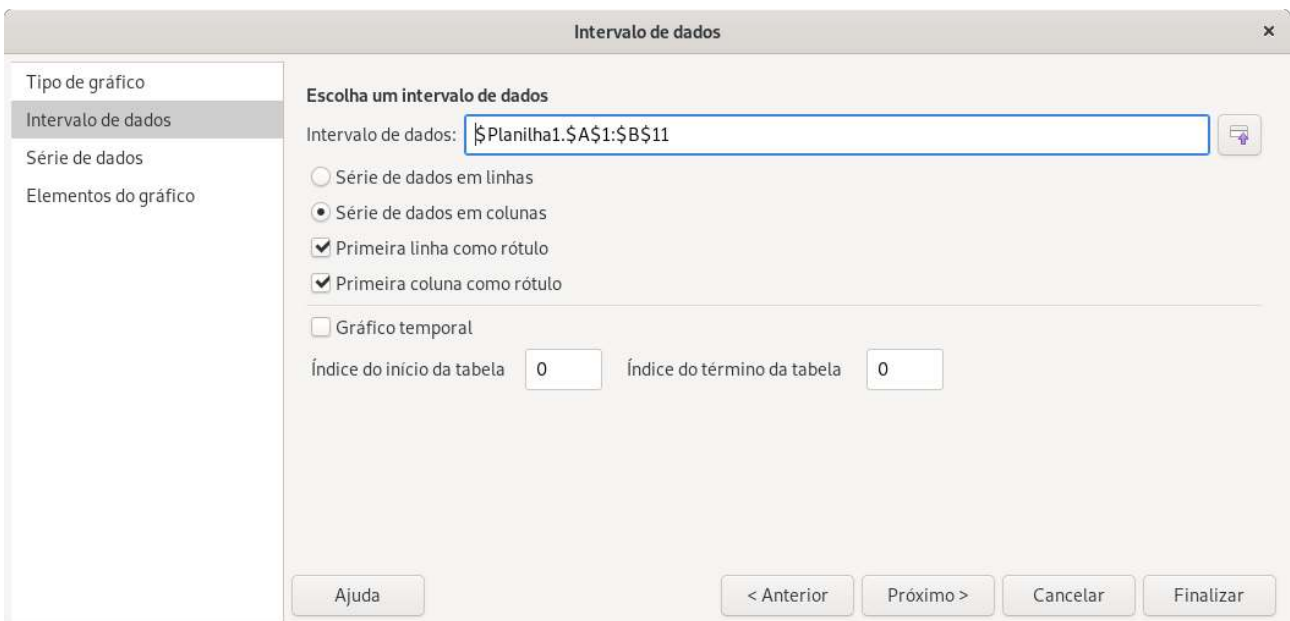 Intervalo de dados
Tipo de gráfico
Intervalo de dados
Série de dados
Elementos do gráfico
Escolha um intervalo de dados
Intervalo de dados: $Planilha1.$A$1:$B$11
Série de dados em linhas
Série de dados em colunas
Primeira linha como rótulo
Primeira coluna como rótulo
Gráfico temporal
Índice do início da tabela 0 Índice do término da tabela 0
Ajuda < Anterior Próximo > Cancelar Finalizar